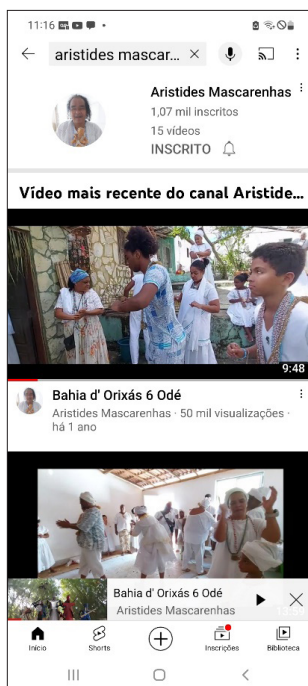 11:16
aristides mascar...
Aristides Mascarenhas
1,07 mil inscritos
15 vídeos
INSCRITO
Vídeo mais recente do canal Aristide...
9:48
Bahia d' Orixás 6 Odé
Aristides Mascarenhas · 50 mil visualizações ·
há 1 ano
Bahia d' Orixás 6 Odé
Aristides Mascarenhas
Início
Shorts
Inscrições
Biblioteca